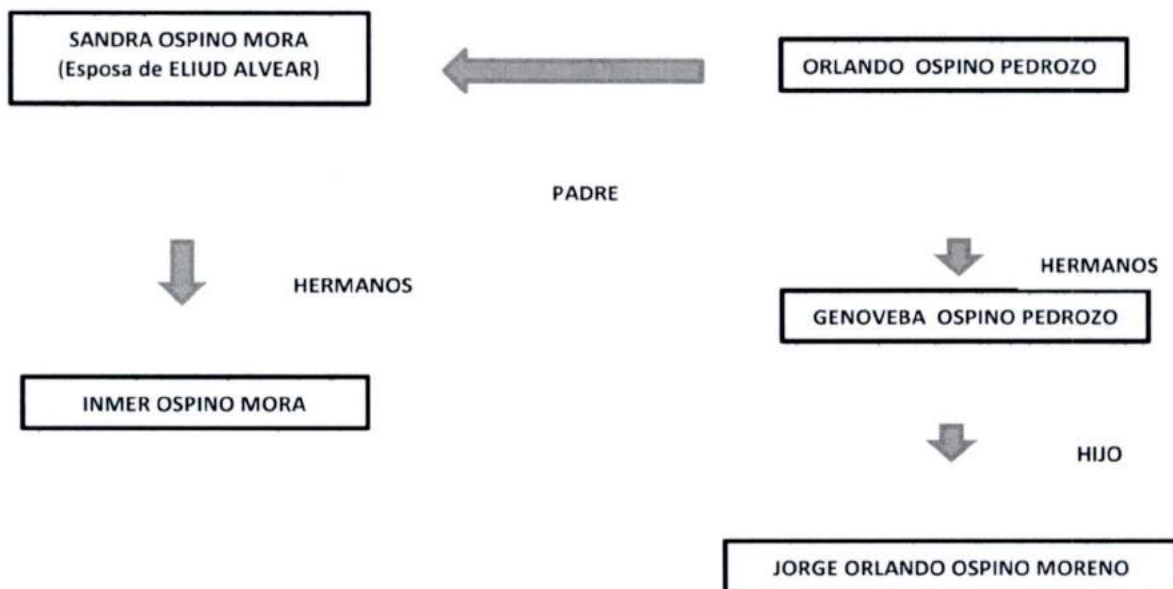 SANDRA OSPINO MORA
(Esposa de ELIUD ALVEAR)
ORLANDO OSPINO PEDROZO
PADRE
HERMANOS
HERMANOS
GENOVEBA OSPINO PEDROZO
INMER OSPINO MORA
HIJO
JORGE ORLANDO OSPINO MORENO